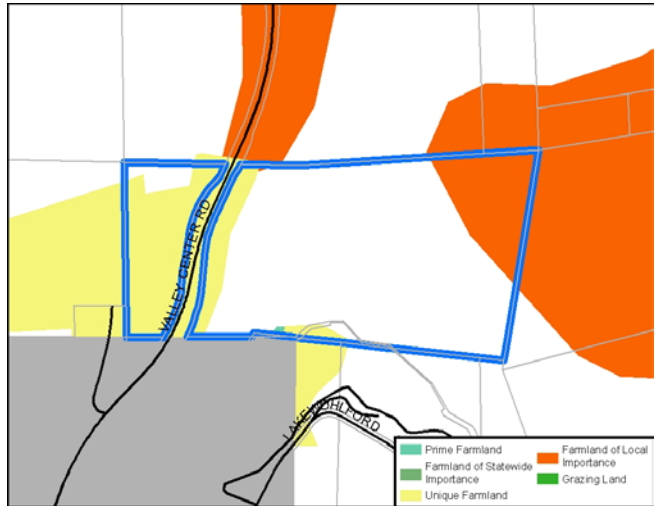 VALLEY CENTER RD
LAKE WOHLFORD
Prime Farmland
Farmland of Statewide
Importance
Unique Farmland
Farmland of Local
Importance
Grazing Land